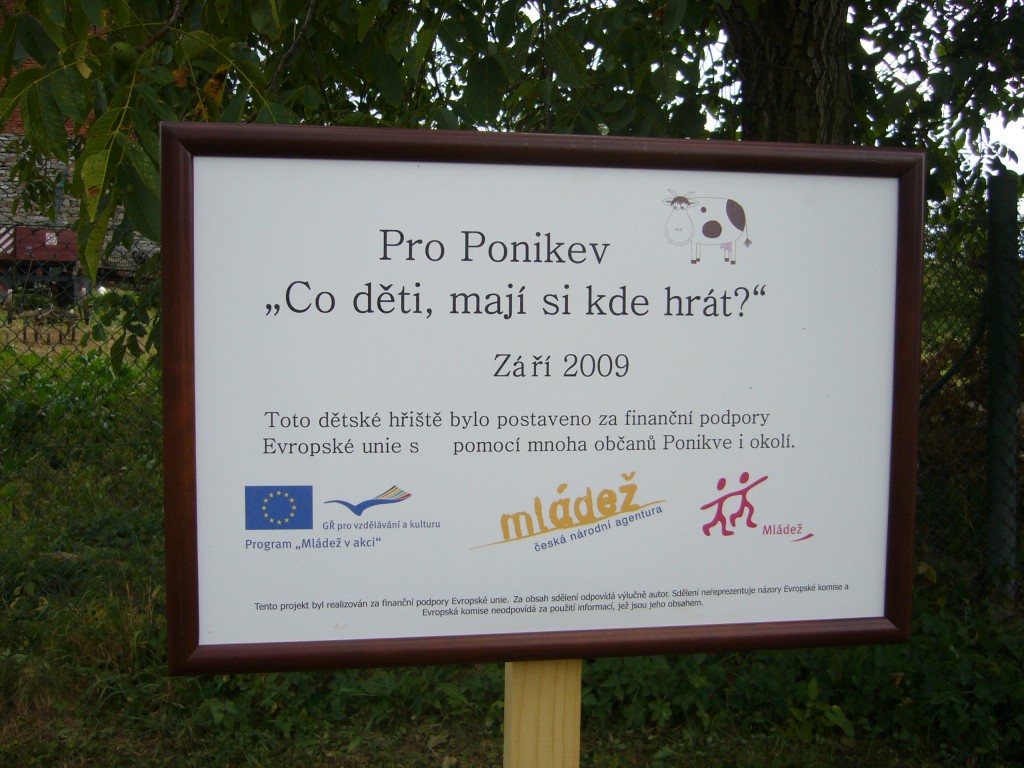 Pro Ponikev
„Co děti, mají si kde hrát?“
Září 2009
Toto dětské hřiště bylo postaveno za finanční podpory
Evropské unie s pomocí mnoha občanů Ponikve i okolí.
GŘ pro vzdělávání a kulturu
Program „Mládež v akci“
mládež
česká národní agentura
Mládež
Tento projekt byl realizován za finanční podpory Evropské unie. Za obsah sdělení odpovídá výlučně autor. Sdělení nereprezentuje názory Evropské komise a
Evropská komise neodpovídá za použití informací, jež jsou jeho obsahem.